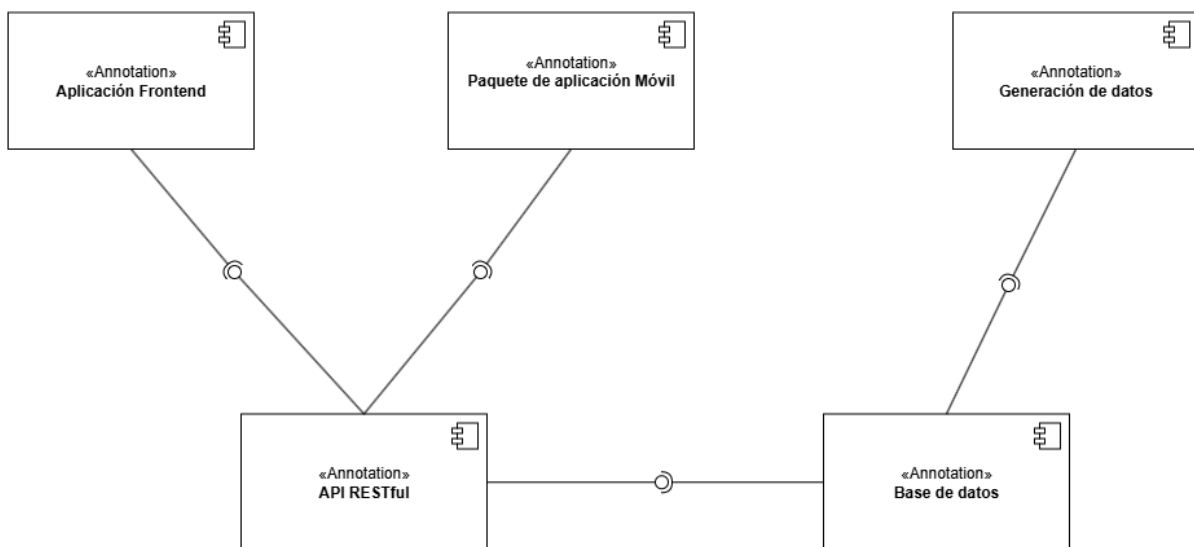 «Annotation»
Aplicación Frontend
«Annotation»
Paquete de aplicación Móvil
«Annotation»
Generación de datos
«Annotation»
API RESTful
«Annotation»
Base de datos